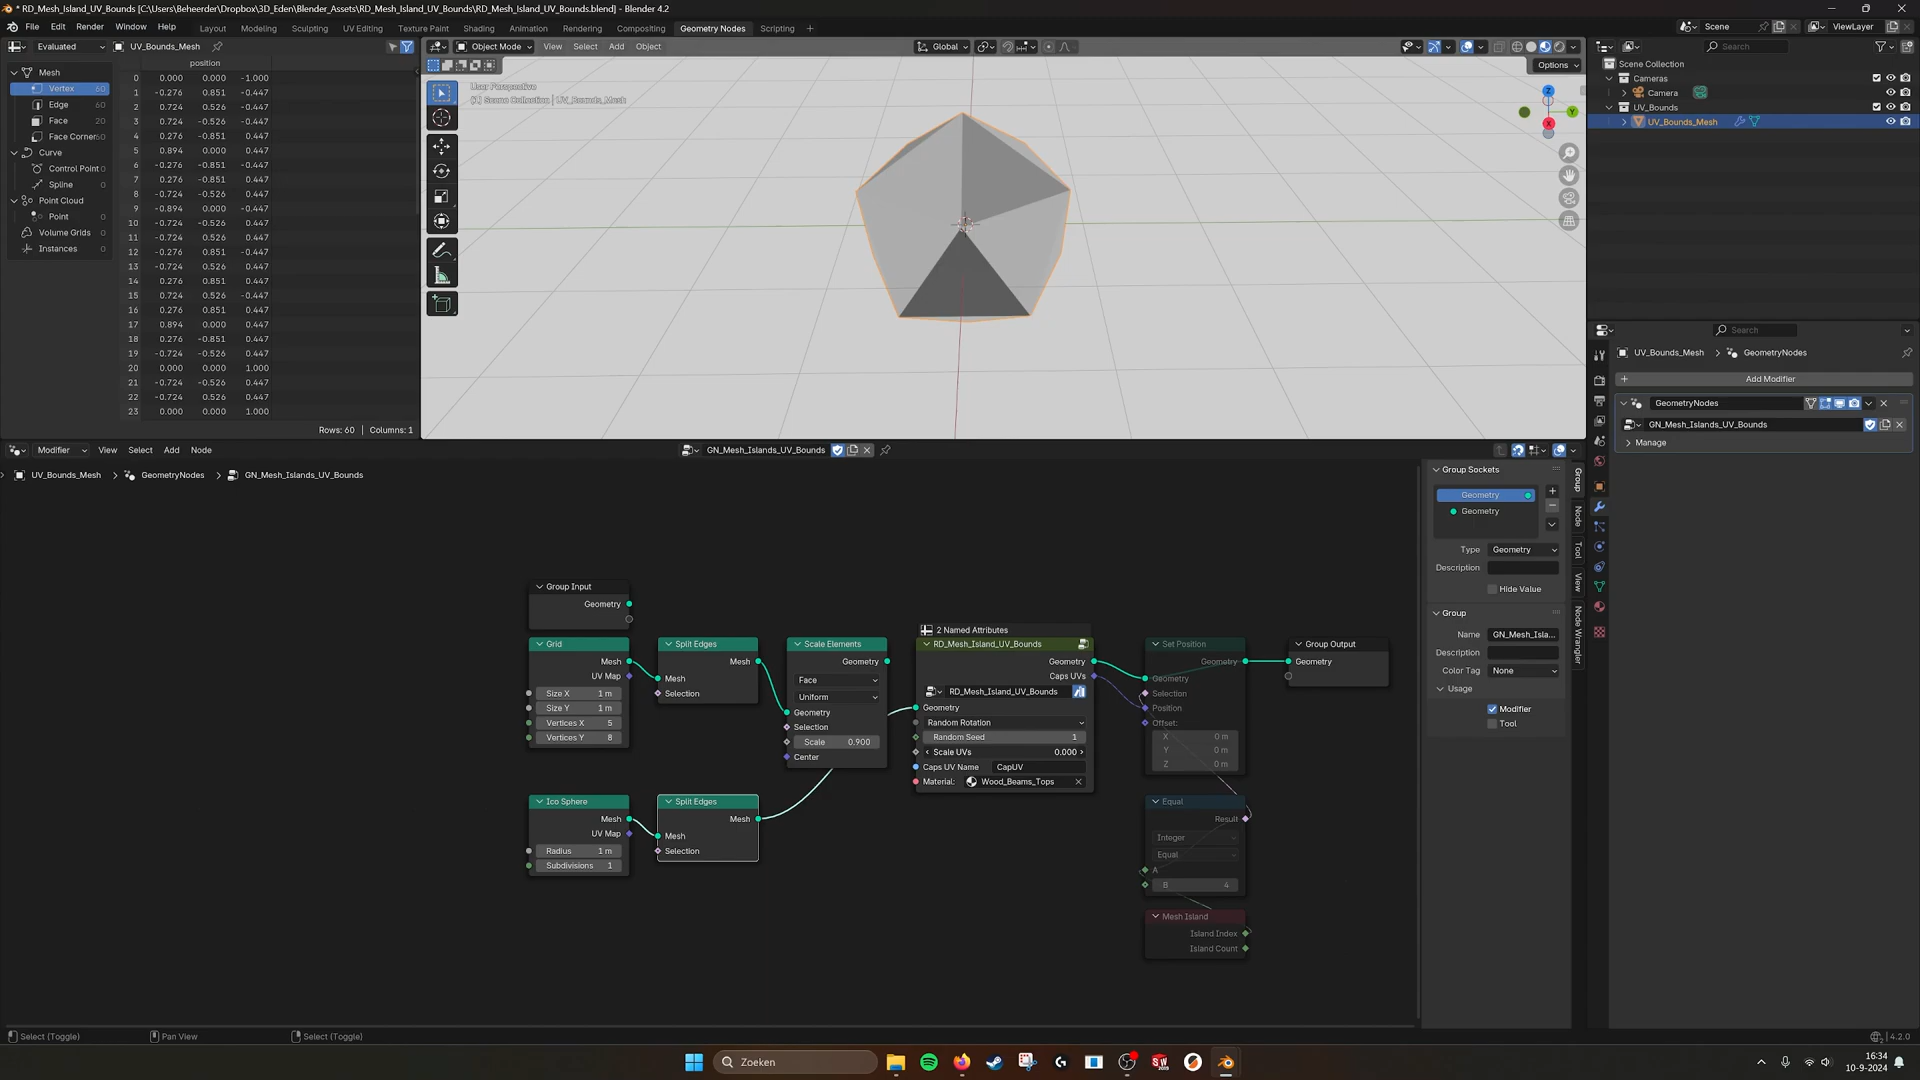 * RD_Mesh_Island_UV_Bounds [C:\Users\Beheerder\Dropbox\3D_Eden\Blender_Assets\RD_Mesh_Island_UV_Bounds\RD_Mesh_Island_UV_Bounds.blend] - Blender 4.2
File Edit Render Window Help Layout Modeling Sculpting UV Editing Texture Paint Shading Animation Rendering Compositing Geometry Nodes Scripting + Scene ViewLayer
Evaluated UV_Bounds_Mesh
Object Mode View Select Add Object Global
Options
Search
position
Mesh
Vertex 60
Edge 60
Face 20
Face Corner 60
Curve
Control Point 0
Spline 0
Point Cloud
Point 0
Volume Grids 0
Instances 0
0 0.000 0.000 -1.000
1 -0.276 0.851 -0.447
2 0.724 0.526 -0.447
3 0.724 -0.526 -0.447
4 0.276 -0.851 0.447
5 0.894 0.000 0.447
6 -0.276 -0.851 -0.447
7 0.276 -0.851 0.447
8 -0.724 -0.526 0.447
9 -0.894 0.000 -0.447
10 -0.724 -0.526 0.447
11 -0.724 0.526 0.447
12 -0.276 0.851 -0.447
13 -0.724 0.526 0.447
14 0.276 0.851 0.447
15 0.724 0.526 -0.447
16 0.276 0.851 0.447
17 0.894 0.000 0.447
18 0.276 -0.851 0.447
19 -0.724 -0.526 0.447
20 0.000 0.000 1.000
21 -0.724 -0.526 0.447
22 -0.724 0.526 0.447
23 0.000 0.000 1.000
Rows: 60 | Columns: 1
User Perspective
(1) Scene Collection | UV_Bounds_Mesh
Z
Y
X
Scene Collection
Cameras
Camera
UV_Bounds
UV_Bounds_Mesh
Search
UV_Bounds_Mesh > GeometryNodes
+ Add Modifier
GeometryNodes
GN_Mesh_Islands_UV_Bounds
Manage
Modifier View Select Add Node GN_Mesh_Islands_UV_Bounds
UV_Bounds_Mesh > GeometryNodes > GN_Mesh_Islands_UV_Bounds
Group Input
Geometry
Grid
Mesh
UV Map
Size X 1 m
Size Y 1 m
Vertices X 5
Vertices Y 8
Split Edges
Mesh
Mesh
Selection
Scale Elements
Geometry
Face
Uniform
Geometry
Selection
Scale 0.900
Center
2 Named Attributes
RD_Mesh_Island_UV_Bounds
Geometry
Caps UVs
RD_Mesh_Island_UV_Bounds
Geometry
Random Rotation
Random Seed 1
Scale UVs 0.000
Caps UV Name CapUV
Material: Wood_Beams_Tops
Set Position
Geometry
Geometry
Selection
Position
Offset:
X 0 m
Y 0 m
Z 0 m
Group Output
Geometry
Ico Sphere
Mesh
UV Map
Radius 1 m
Subdivisions 1
Split Edges
Mesh
Mesh
Selection
Equal
Result
Integer
Equal
A
B 4
Mesh Island
Island Index
Island Count
Group Sockets
Geometry
Geometry
Type Geometry
Description
Hide Value
Group
Name GN_Mesh_Isla...
Description
Color Tag None
Usage
Modifier
Tool
Group
Node
Tool
View
Node Wrangler
Select (Toggle) Pan View Select (Toggle) 4.2.0
Zoeken
16:34
10-9-2024